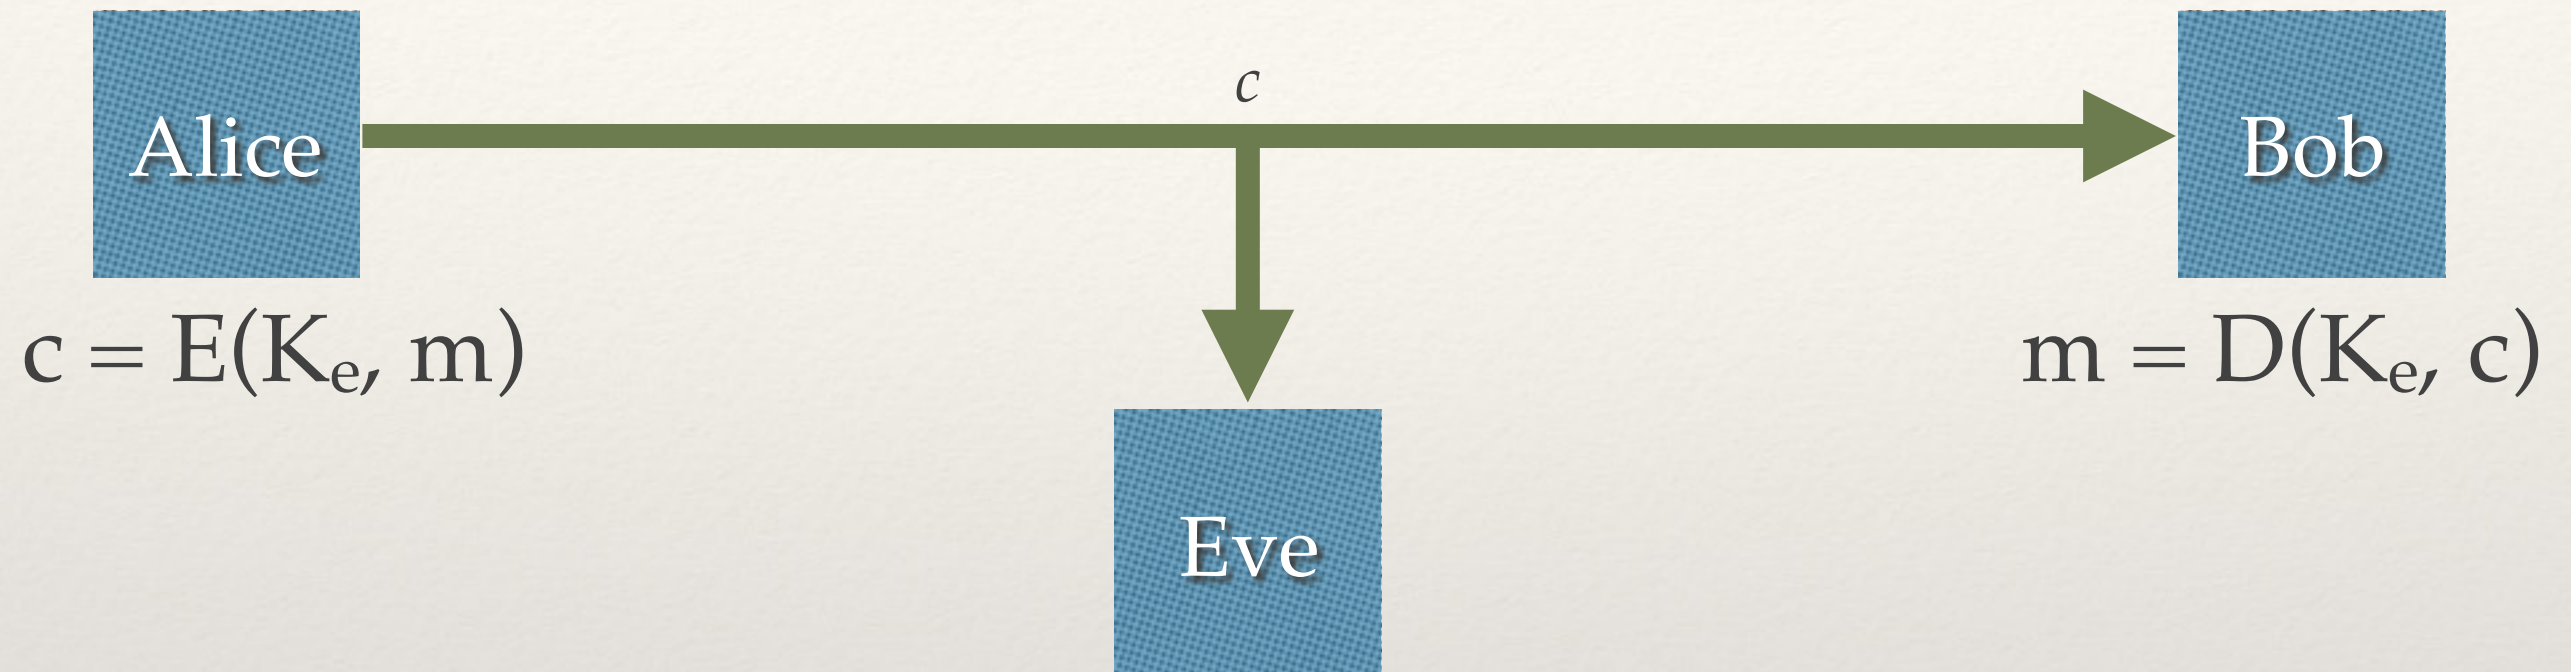 c
Alice
Bob
c = E(Kₑ, m)
m = D(Kₑ, c)
Eve